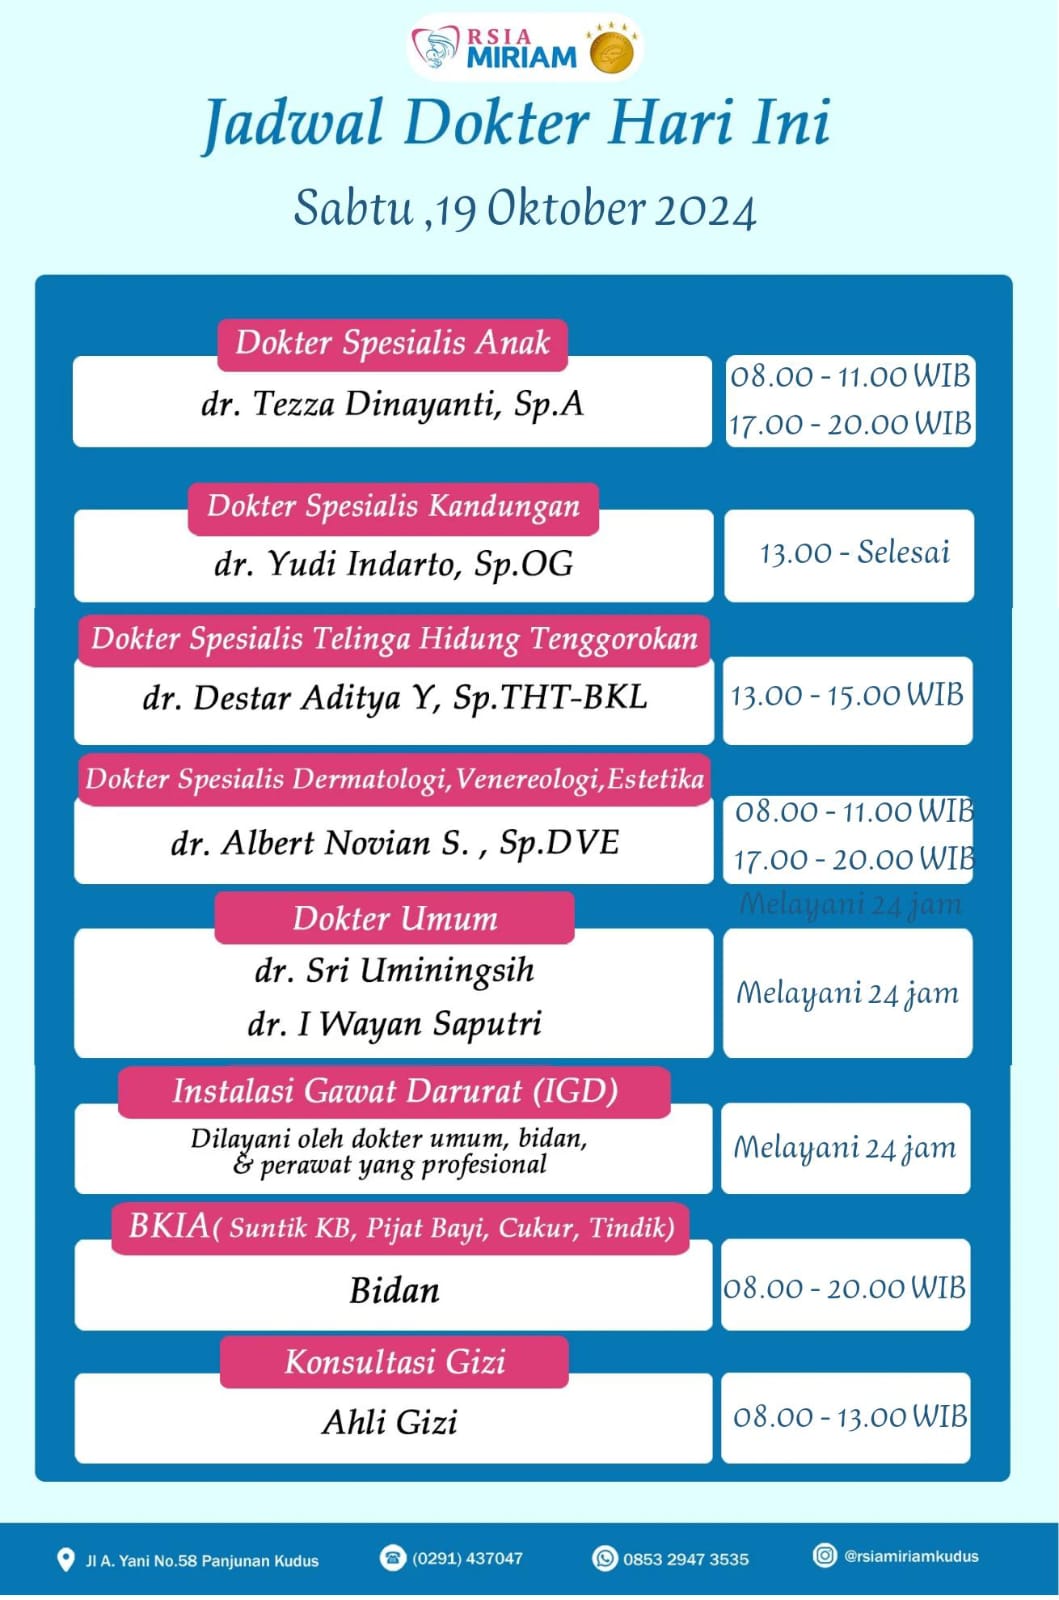 RSIA
MIRIAM
Jadwal Dokter Hari Ini
Sabtu ,19 Oktober 2024
Dokter Spesialis Anak
dr. Tezza Dinayanti, Sp.A
08.00 - 11.00 WIB
17.00 - 20.00 WIB
Dokter Spesialis Kandungan
dr. Yudi Indarto, Sp.OG
13.00 - Selesai
Dokter Spesialis Telinga Hidung Tenggorokan
dr. Destar Aditya Y, Sp.THT-BKL
13.00 - 15.00 WIB
Dokter Spesialis Dermatologi,Venereologi,Estetika
dr. Albert Novian S. , Sp.DVE
08.00 - 11.00 WIB
17.00 - 20.00 WIB
Melayani 24 jam
Dokter Umum
dr. Sri Uminingsih
dr. I Wayan Saputri
Melayani 24 jam
Instalasi Gawat Darurat (IGD)
Dilayani oleh dokter umum, bidan,
& perawat yang profesional
Melayani 24 jam
BKIA( Suntik KB, Pijat Bayi, Cukur, Tindik)
Bidan
08.00 - 20.00 WIB
Konsultasi Gizi
Ahli Gizi
08.00 - 13.00 WIB
Jl A. Yani No.58 Panjunan Kudus
(0291) 437047
0853 2947 3535
@rsiamiriamkudus